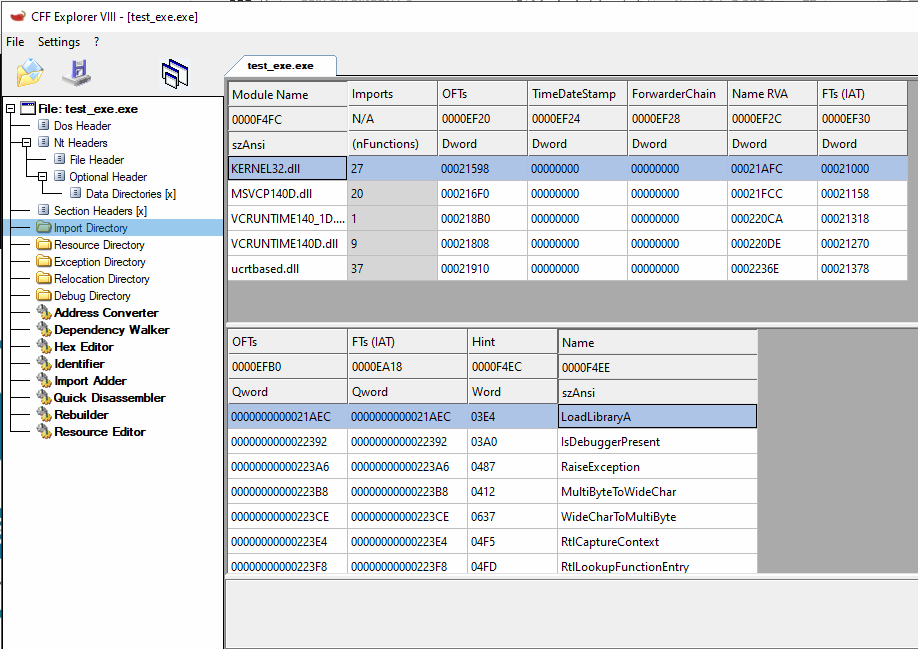 CFF Explorer VIII - [test_exe.exe]
File Settings ?
test_exe.exe
File: test_exe.exe
Dos Header
Nt Headers
File Header
Optional Header
Data Directories [x]
Section Headers [x]
Import Directory
Resource Directory
Exception Directory
Relocation Directory
Debug Directory
Address Converter
Dependency Walker
Hex Editor
Identifier
Import Adder
Quick Disassembler
Rebuilder
Resource Editor
Module Name Imports OFTs TimeDateStamp ForwarderChain Name RVA FTs (IAT)
0000F4FC N/A 0000EF20 0000EF24 0000EF28 0000EF2C 0000EF30
szAnsi (nFunctions) Dword Dword Dword Dword Dword
KERNEL32.dll 27 00021598 00000000 00000000 00021AFC 00021000
MSVCP140D.dll 20 000216F0 00000000 00000000 00021FCC 00021158
VCRUNTIME140_1D.... 1 000218B0 00000000 00000000 000220CA 00021318
VCRUNTIME140D.dll 9 00021808 00000000 00000000 000220DE 00021270
ucrtbased.dll 37 00021910 00000000 00000000 0002236E 00021378
OFTs FTs (IAT) Hint Name
0000EFB0 0000EA18 0000F4EC 0000F4EE
Qword Qword Word szAnsi
0000000000021AEC 0000000000021AEC 03E4 LoadLibraryA
0000000000022392 0000000000022392 03A0 IsDebuggerPresent
00000000000223A6 00000000000223A6 0487 RaiseException
00000000000223B8 00000000000223B8 0412 MultiByteToWideChar
00000000000223CE 00000000000223CE 0637 WideCharToMultiByte
00000000000223E4 00000000000223E4 04F5 RtlCaptureContext
00000000000223F8 00000000000223F8 04FD RtlLookupFunctionEntry